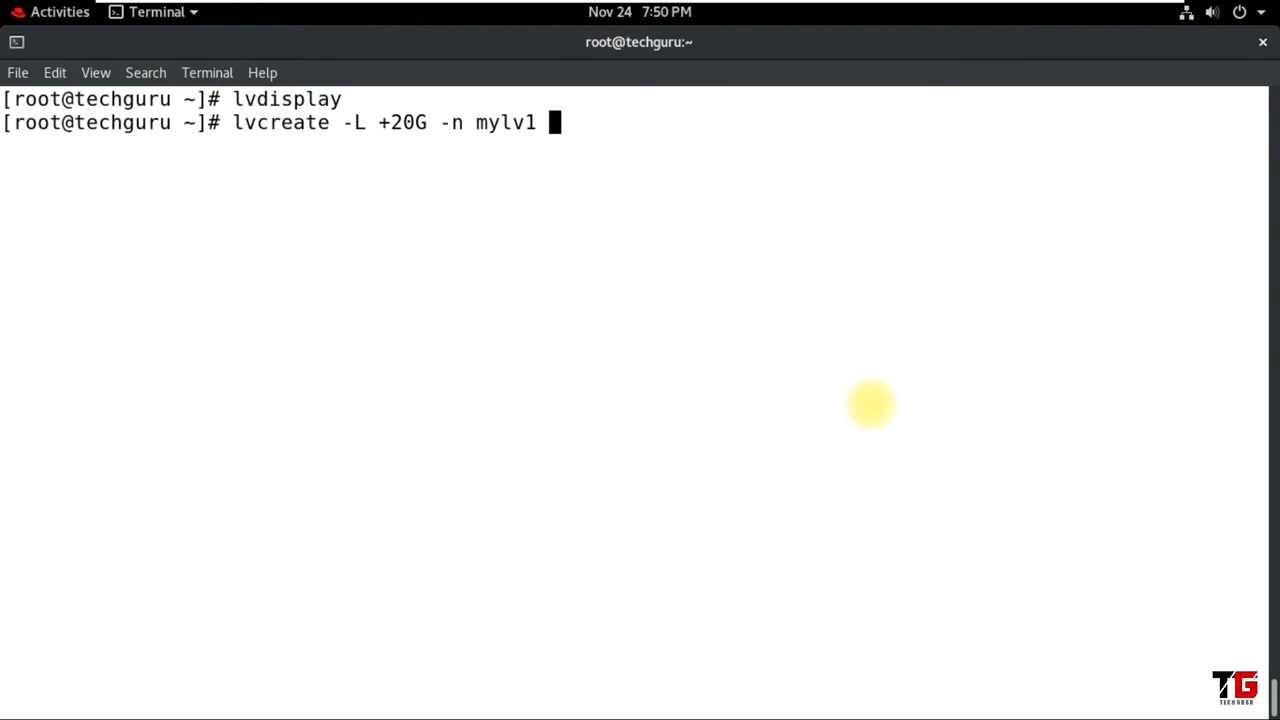 Activities Terminal Nov 24 7:50 PM
root@techguru:~
File Edit View Search Terminal Help
[root@techguru ~]# lvdisplay
[root@techguru ~]# lvcreate -L +20G -n mylv1
TG
TECHGURU